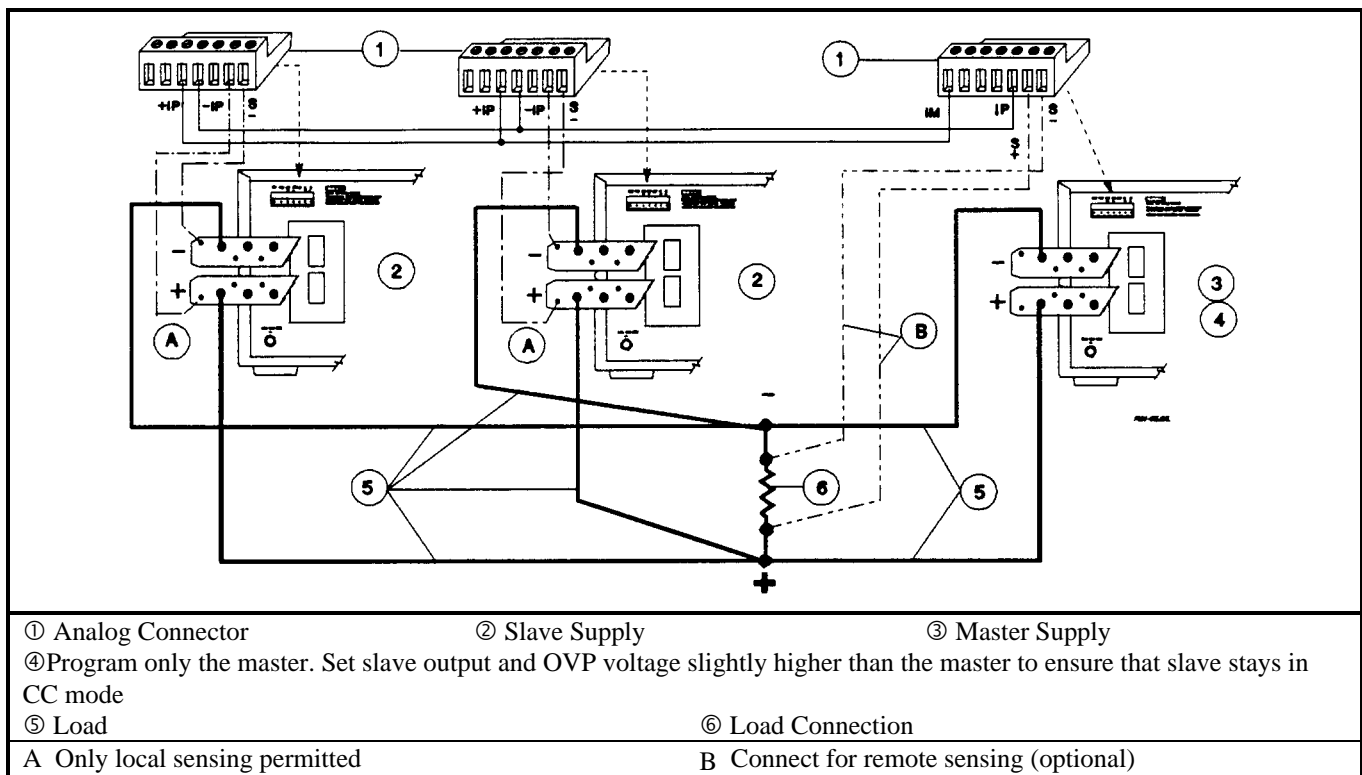 1
1
+IP -IP S -
+IP -IP S -
IM ↓P S -
S +
-
+
2
A
-
+
2
A
B
-
+
3
4
-
5
6
5
+
① Analog Connector ② Slave Supply ③ Master Supply
④Program only the master. Set slave output and OVP voltage slightly higher than the master to ensure that slave stays in
CC mode
⑤ Load ⑥ Load Connection
A Only local sensing permitted B Connect for remote sensing (optional)